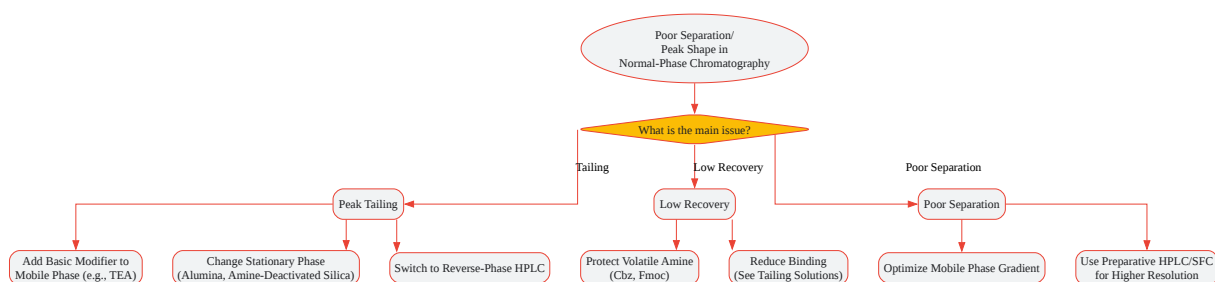 Poor Separation/
Peak Shape in
Normal-Phase Chromatography
What is the main issue?
Tailing
Low Recovery
Poor Separation
Peak Tailing
Low Recovery
Poor Separation
Add Basic Modifier to
Mobile Phase (e.g., TEA)
Change Stationary Phase
(Alumina, Amine-Deactivated Silica)
Switch to Reverse-Phase HPLC
Protect Volatile Amine
(Cbz, Fmoc)
Reduce Binding
(See Tailing Solutions)
Optimize Mobile Phase Gradient
Use Preparative HPLC/SFC
for Higher Resolution